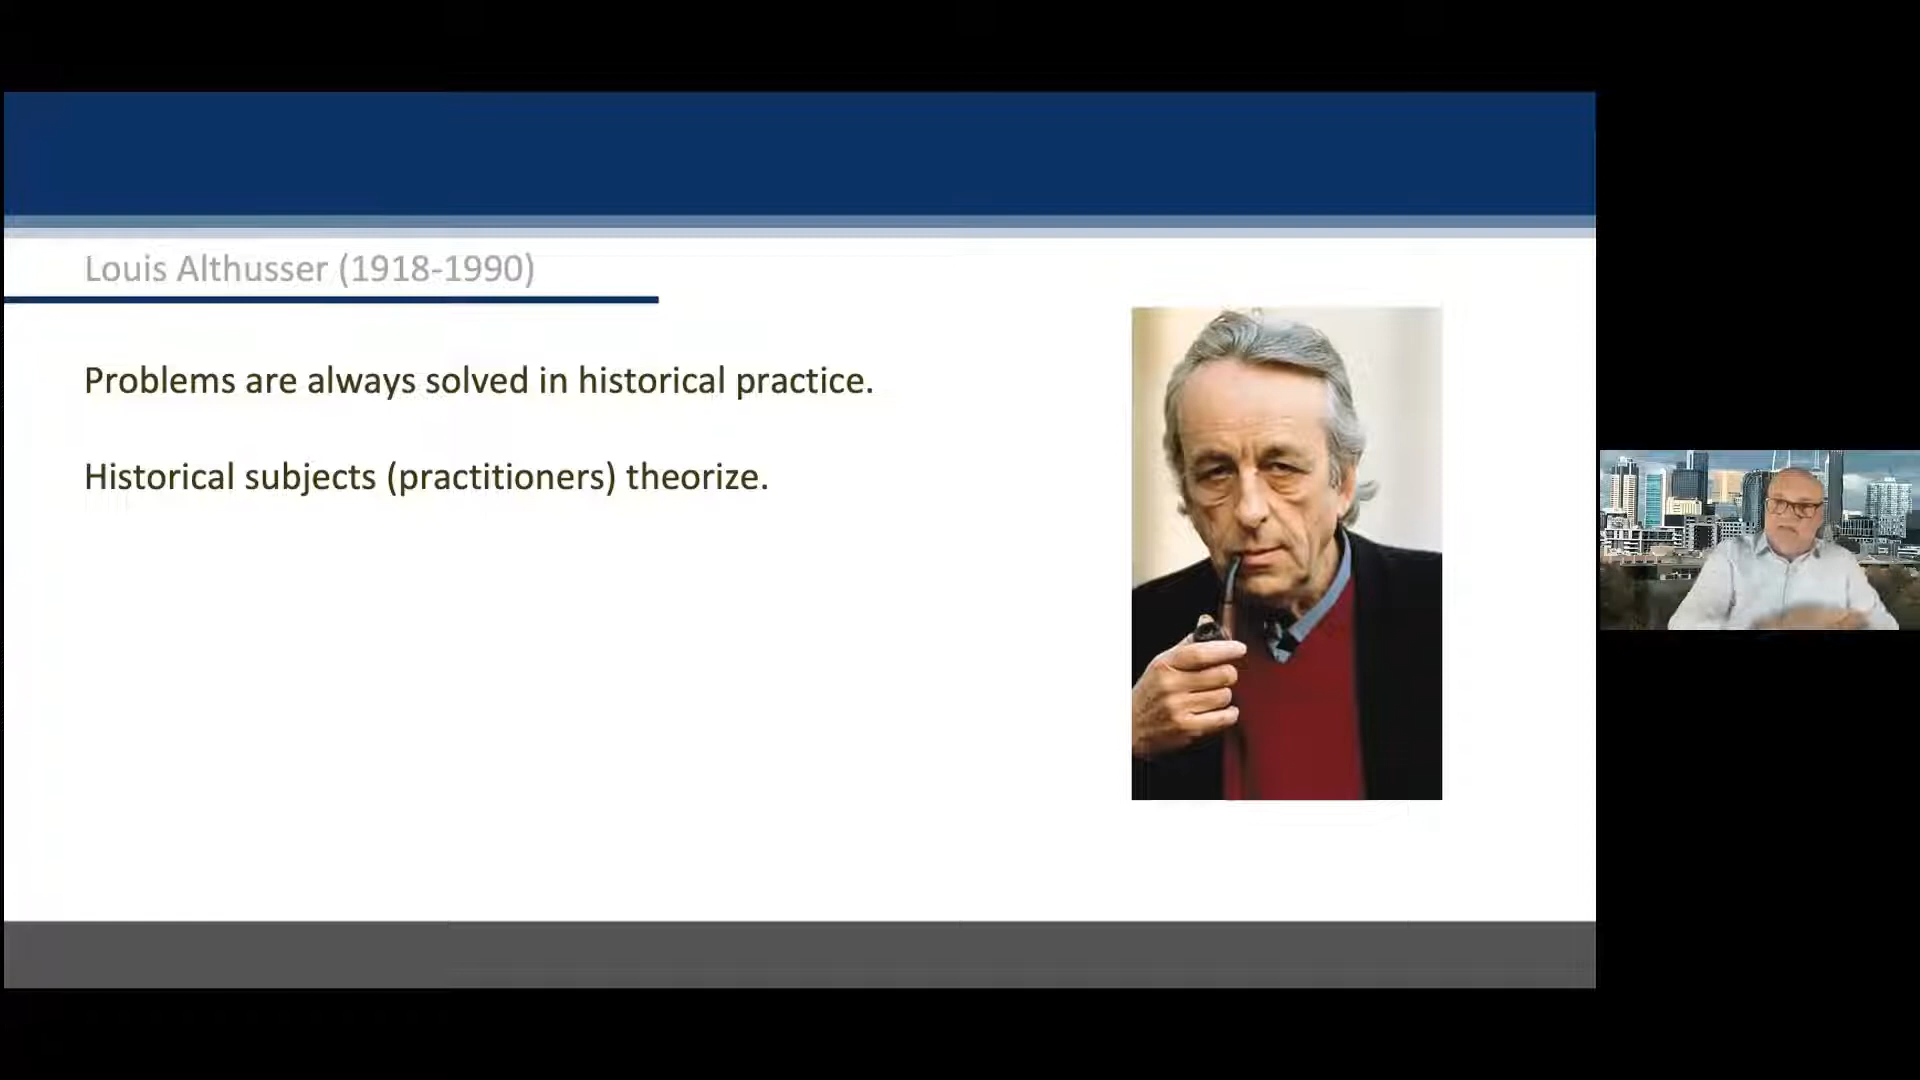 Louis Althusser (1918-1990)
Problems are always solved in historical practice.
Historical subjects (practitioners) theorize.